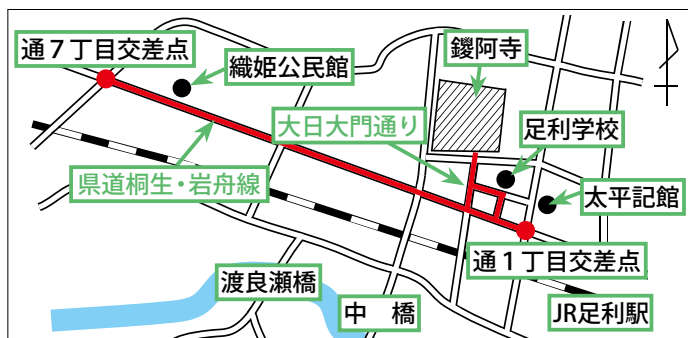 通7丁目交差点
織姫公民館
鑁阿寺
大日大門通り
足利学校
県道桐生・岩舟線
太平記館
通1丁目交差点
渡良瀬橋
中　橋
JR足利駅